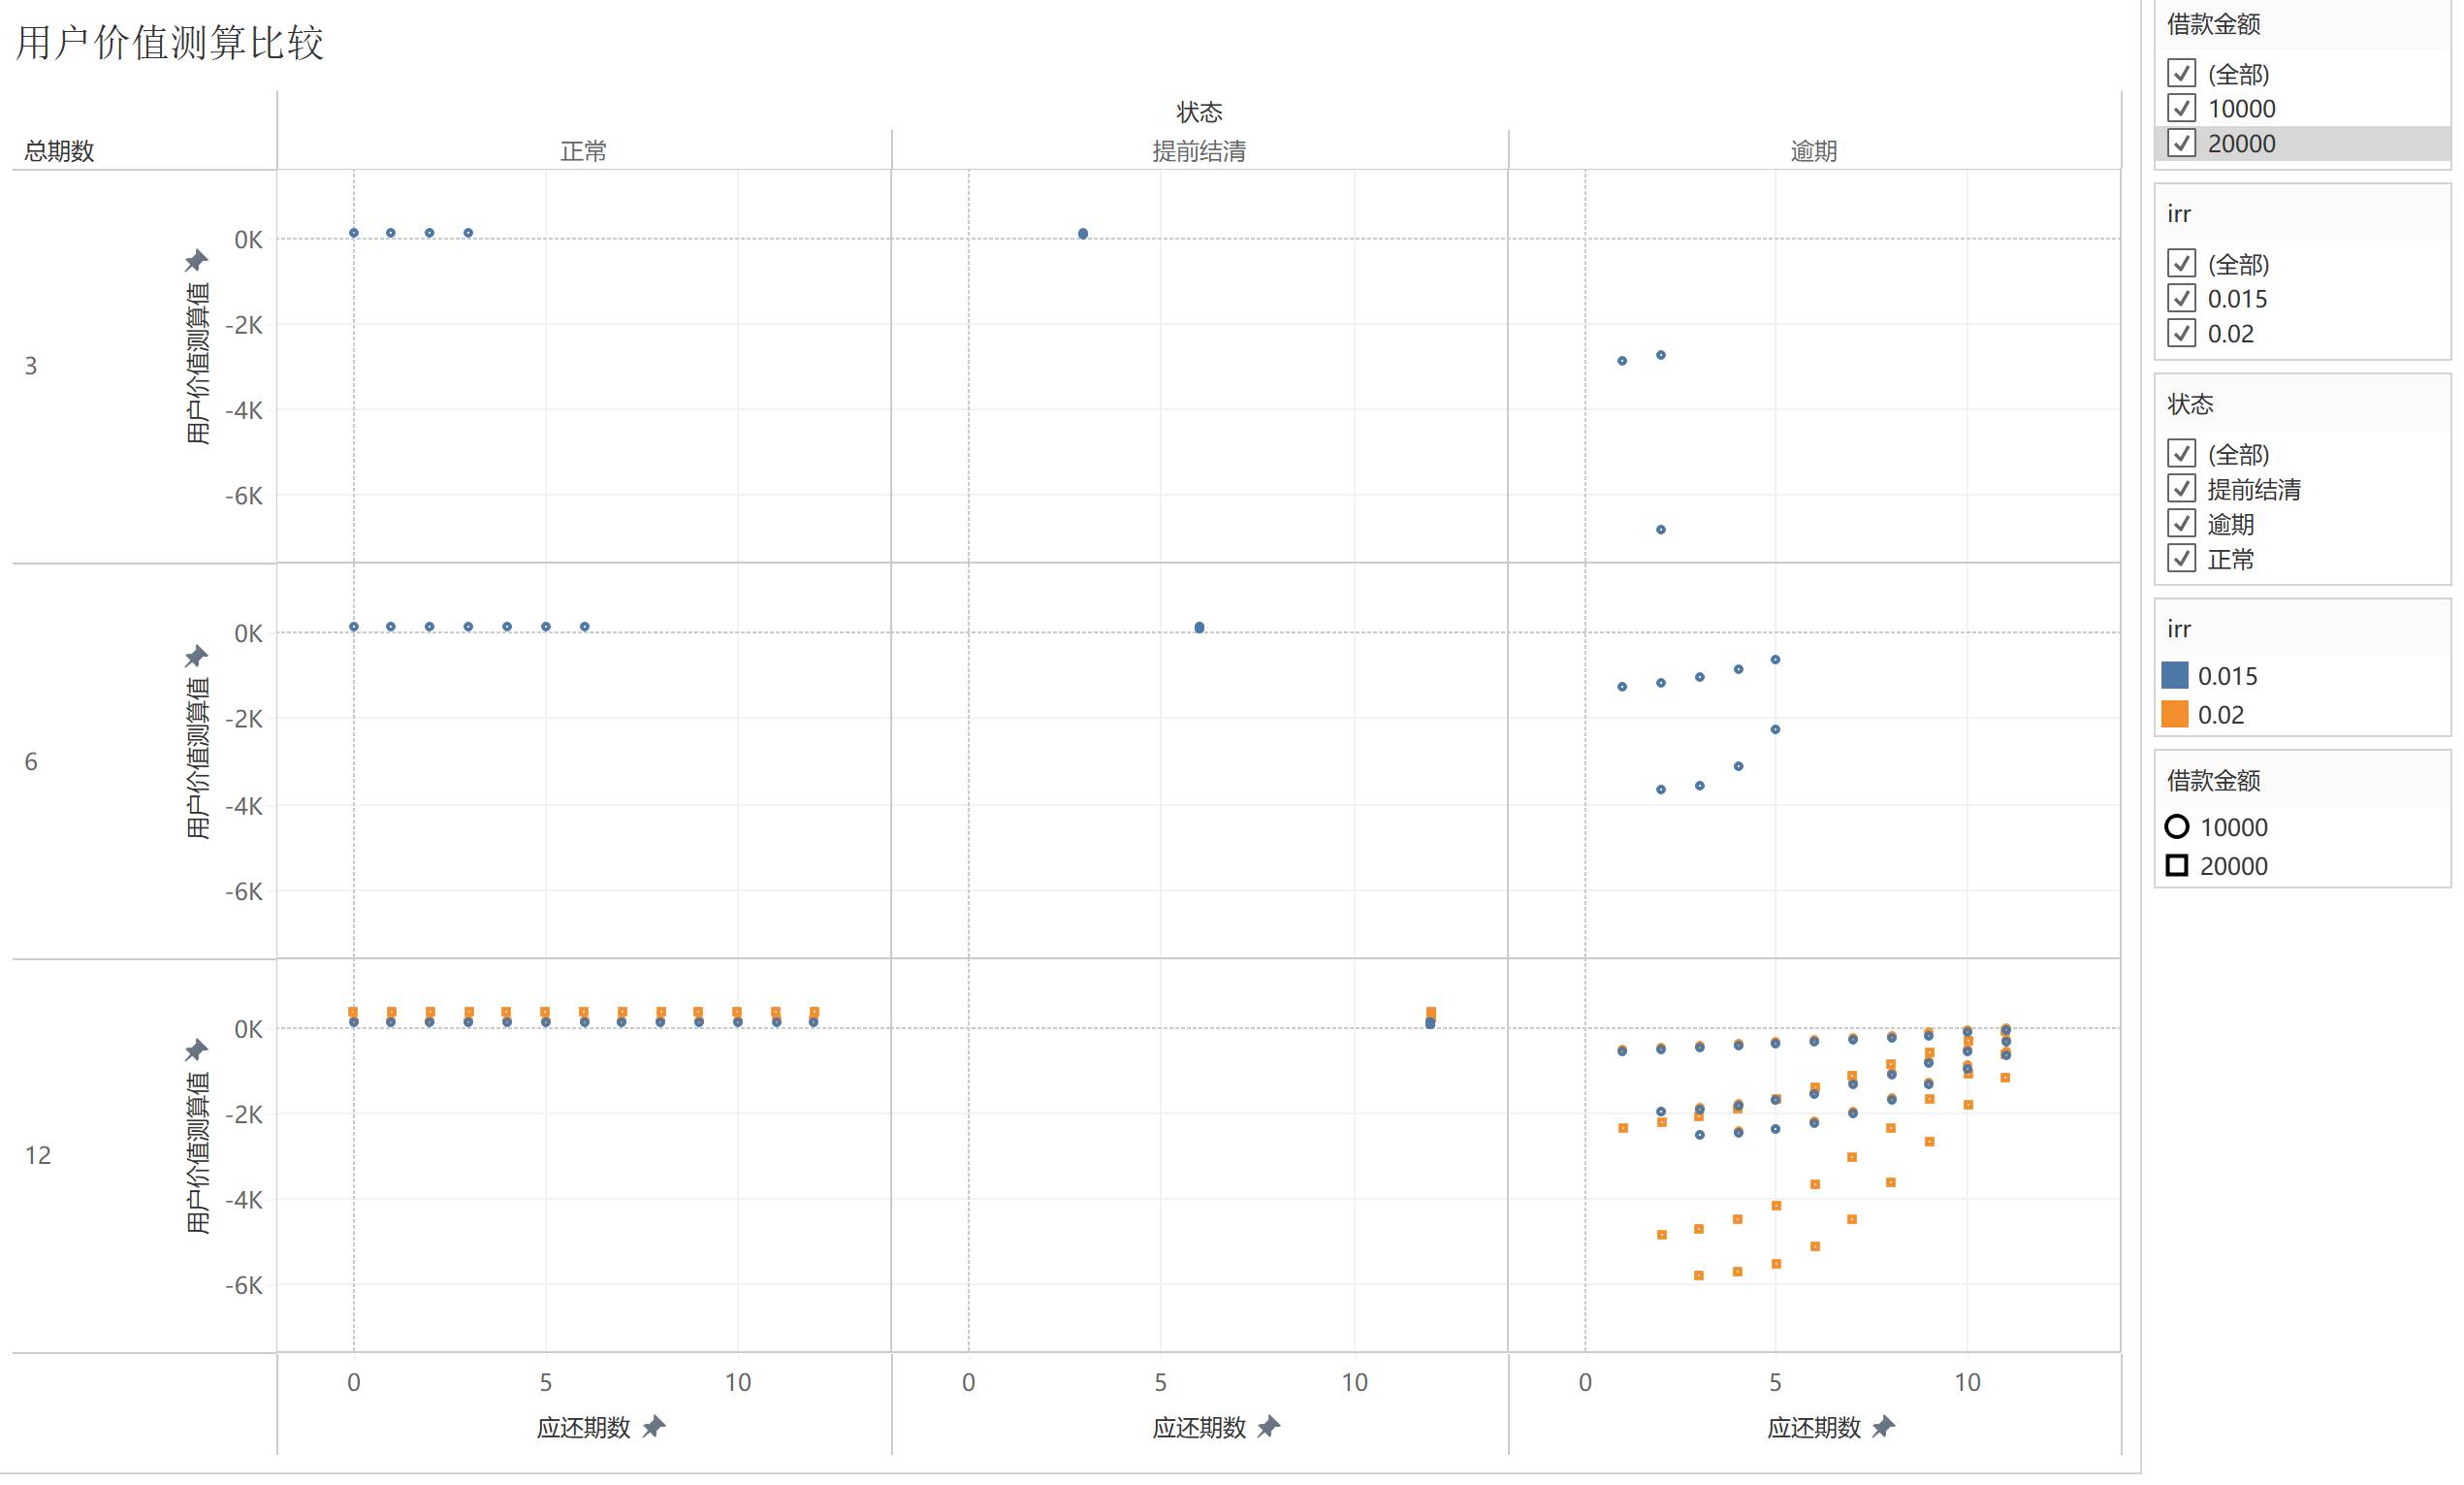 用户价值测算比较
状态
总期数 正常 提前结清 逾期
3
用户价值测算值
0K
-2K
-4K
-6K
6
用户价值测算值
0K
-2K
-4K
-6K
12
用户价值测算值
0K
-2K
-4K
-6K
0 5 10 0 5 10 0 5 10
应还期数 应还期数 应还期数
借款金额
(全部)
10000
20000
irr
(全部)
0.015
0.02
状态
(全部)
提前结清
逾期
正常
irr
0.015
0.02
借款金额
10000
20000